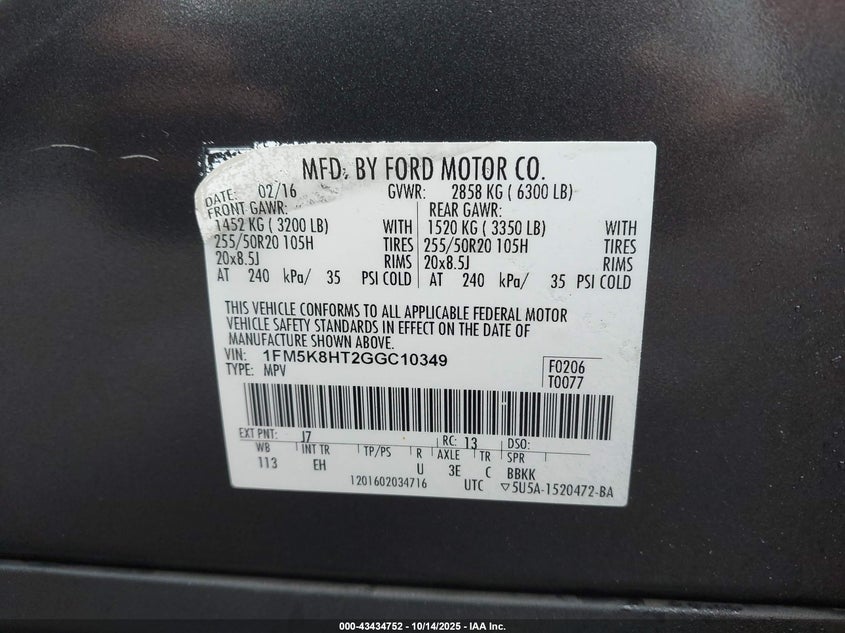 MFD. BY FORD MOTOR CO.
DATE: 02/16 GVWR: 2858 KG ( 6300 LB)
FRONT GAWR: REAR GAWR:
1452 KG ( 3200 LB) WITH 1520 KG ( 3350 LB) WITH
255/50R20 105H TIRES 255/50R20 105H TIRES
20x8.5J RIMS 20x8.5J RIMS
AT 240 kPa/ 35 PSI COLD AT 240 kPa/ 35 PSI COLD
THIS VEHICLE CONFORMS TO ALL APPLICABLE FEDERAL MOTOR
VEHICLE SAFETY STANDARDS IN EFFECT ON THE DATE OF
MANUFACTURE SHOWN ABOVE.
VIN: 1FM5K8HT2GGC10349 F0206
TYPE: MPV T0077
EXT PNT: J7 RC: 13 DSO:
WB INT TR TP/PS R AXLE TR SPR
113 EH U 3E C BBKK
1201602034716 UTC ▽5U5A-1520472-BA
000-43434752 - 10/14/2025 - IAA Inc.